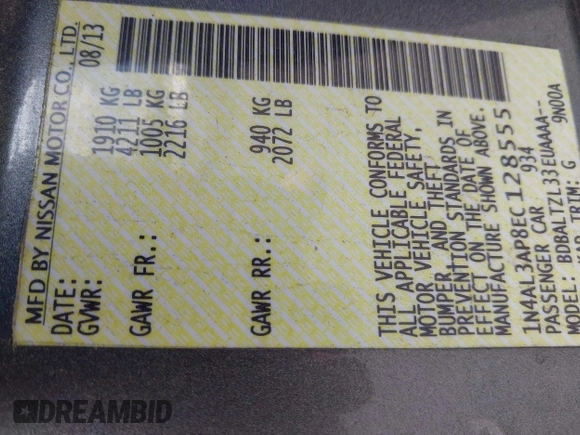 MFD BY NISSAN MOTOR CO., LTD.
DATE: 08/13
GVWR: 1910 KG
4211 LB
GAWR FR.: 1005 KG
2216 LB
GAWR RR.: 940 KG
2072 LB
THIS VEHICLE CONFORMS TO
ALL APPLICABLE FEDERAL
MOTOR VEHICLE SAFETY,
BUMPER, AND THEFT
PREVENTION STANDARDS IN
EFFECT ON THE DATE OF
MANUFACTURE SHOWN ABOVE.
1N4AL3AP8EC128555
PASSENGER CAR 934
MODEL: BDBALTZL33EUAAAA--
TRIM: G 9N00A
DREAMBID